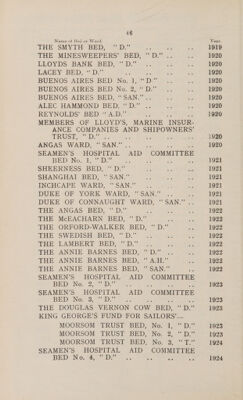 46
Name of Bed or Ward. Year.
THE SMYTH BED, "D." .. .. .. 1919
THE MINESWEEPERS' BED, "D." .. .. 1920
LLOYDS BANK BED, "D." .. .. .. 1920
LACEY BED, "D." .. .. .. .. 1920
BUENOS AIRES BED No. 1, "D" .. .. 1920
BUENOS AIRES BED No. 2, "D." .. .. 1920
BUENOS AIRES BED, "SAN." .. .. .. 1920
ALEC HAMMOND BED, "D." .. .. .. 1920
REYNOLDS' BED "A.D." .. .. .. 1920
MEMBERS OF LLOYD'S, MARINE INSUR-
ANCE COMPANIES AND SHIPOWNERS'
TRUST, "D." .. .. .. .. .. 1920
ANGAS WARD, "SAN." .. .. .. .. 1920
SEAMEN'S HOSPITAL AID COMMITTEE
BED No. 1, "D." .. .. .. .. 1921
SHEERNESS BED, "D." .. .. .. 1921
SHANGHAI BED, "SAN." .. .. .. 1921
INCHCAPE WARD, "SAN." .. .. .. 1921
DUKE OF YORK WARD, "SAN." .. .. 1921
DUKE OF CONNAUGHT WARD, "SAN." .. 1921
THE ANGAS BED, "D." .. .. .. 1922
THE McEACHARN BED, "D." .. .. .. 1922
THE ORFORD-WALKER BED, "D." .. .. 1922
THE SWEDISH BED, "D." .. .. .. 1922
THE LAMBERT BED, "D." .. .. .. 1922
THE ANNIE BARNES BED, "D." .. .. 1922
THE ANNIE BARNES BED, "A.H." .. .. 1922
THE ANNIE BARNES BED, "SAN." .. .. 1922
SEAMEN'S HOSPITAL AID COMMITTEE
BED No. 2, "D." .. .. .. .. 1923
SEAMEN'S HOSPITAL AID COMMITTEE
BED No. 3, "D." .. .. .. .. 1923
THE DOUGLAS VERNON COW BED, "D." 1923
KING GEORGE'S FUND FOR SAILORS'—
MOORSOM TRUST BED, No. 1, "D." 1923
MOORSOM TRUST BED, No. 2, "D." 1923
MOORSOM TRUST BED, No. 3, "T." 1924
SEAMEN'S HOSPITAL AID COMMITTEE
BED No. 4, "D." .. .. .. .. 1924